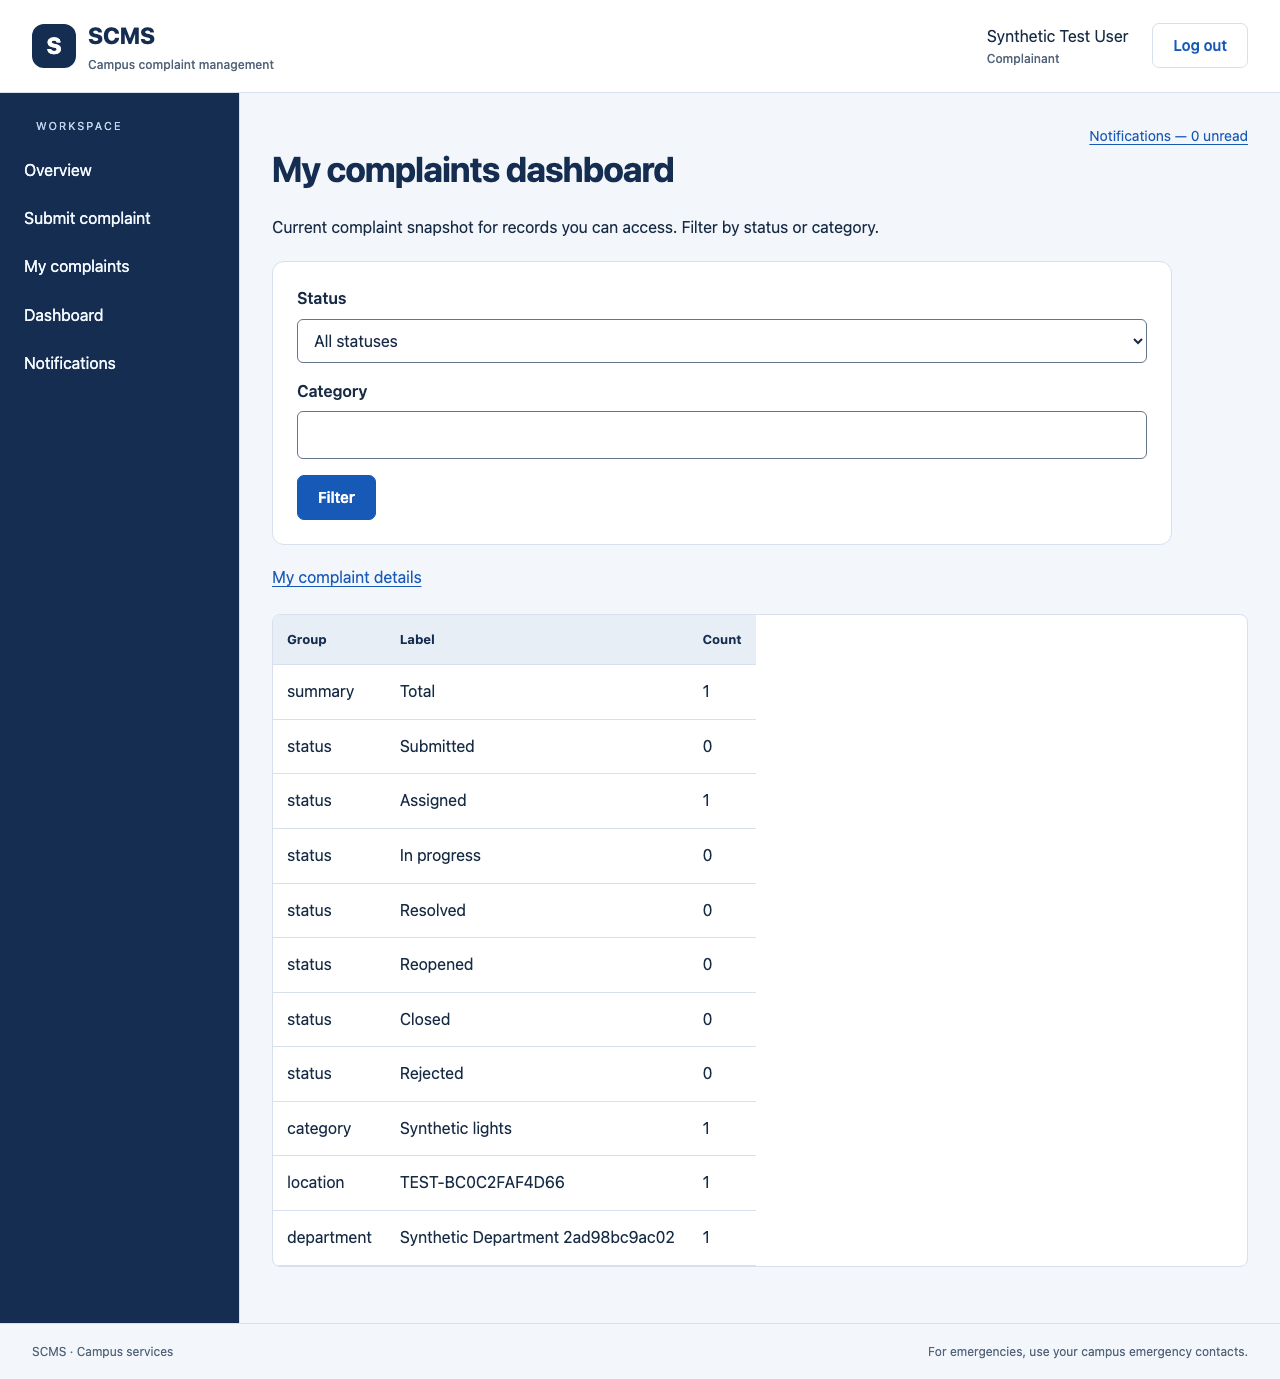 S
SCMS
Campus complaint management
Synthetic Test User
Complainant
Log out
WORKSPACE
Overview
Submit complaint
My complaints
Dashboard
Notifications
Notifications — 0 unread
My complaints dashboard
Current complaint snapshot for records you can access. Filter by status or category.
Status
All statuses
Category
Filter
My complaint details
Group Label Count
summary Total 1
status Submitted 0
status Assigned 1
status In progress 0
status Resolved 0
status Reopened 0
status Closed 0
status Rejected 0
category Synthetic lights 1
location TEST-BC0C2FAF4D66 1
department Synthetic Department 2ad98bc9ac02 1
SCMS · Campus services
For emergencies, use your campus emergency contacts.